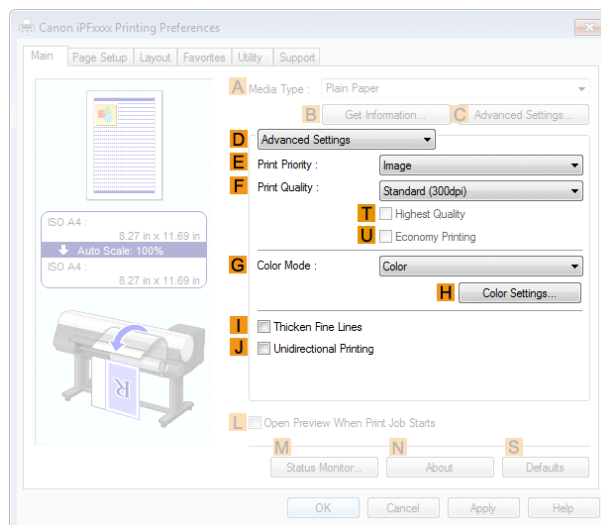 Canon iPFxxxx Printing Preferences
Main Page Setup Layout Favorites Utility Support
A Media Type : Plain Paper
B Get Information... C Advanced Settings...
D Advanced Settings
E Print Priority : Image
F Print Quality : Standard (300dpi)
T Highest Quality
U Economy Printing
ISO A4 :
8.27 in x 11.69 in
Auto Scale: 100%
ISO A4 :
8.27 in x 11.69 in
G Color Mode : Color
H Color Settings...
I Thicken Fine Lines
J Unidirectional Printing
R
L Open Preview When Print Job Starts
M N S
Status Monitor... About Defaults
OK Cancel Apply Help